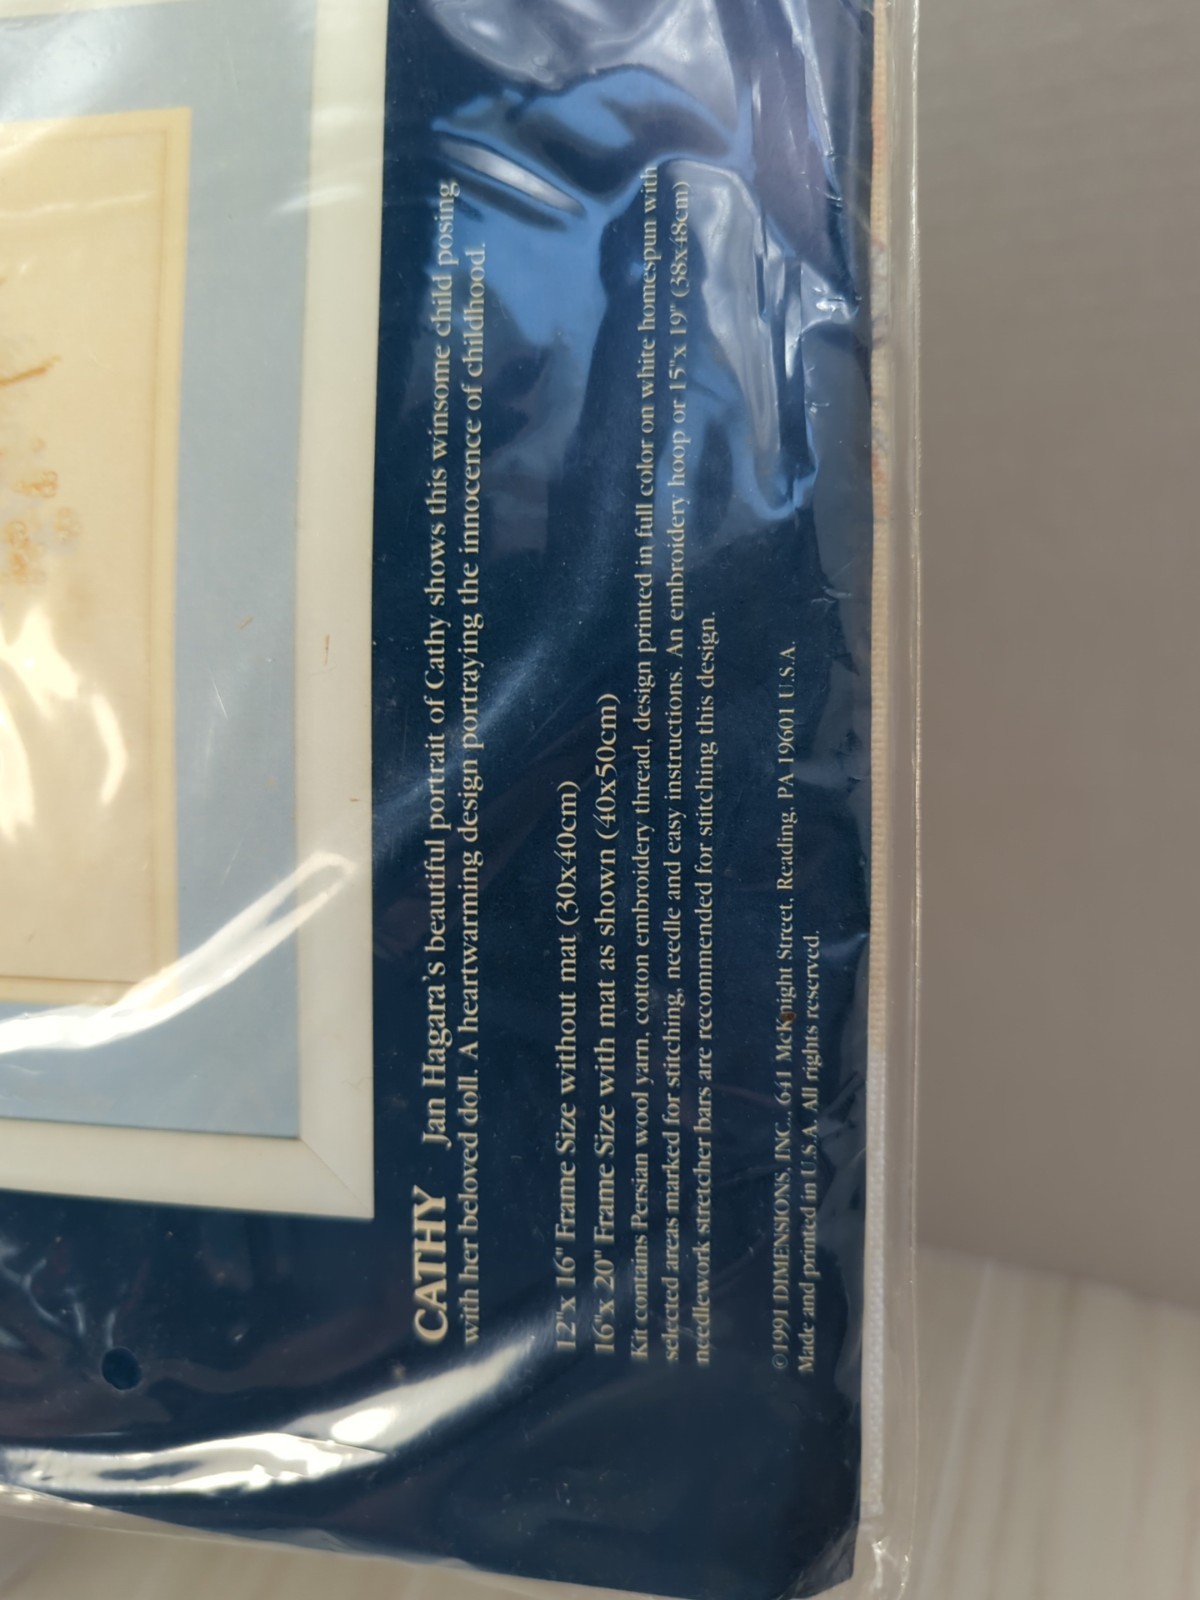 CATHY Jan Hagara's beautiful portrait of Cathy shows this winsome child posing
with her beloved doll. A heartwarming design portraying the innocence of childhood.
12"x 16" Frame Size without mat (30x40cm)
16"x 20" Frame Size with mat as shown (40x50cm)
Kit contains Persian wool yarn, cotton embroidery thread, design printed in full color on white homespun with
selected areas marked for stitching, needle and easy instructions. An embroidery hoop or 15"x 19" (38x48cm)
needlework stretcher bars are recommended for stitching this design.
©1991 DIMENSIONS, INC., 641 McKnight Street, Reading, PA 19601 U.S.A.
Made and printed in U.S.A. All rights reserved.